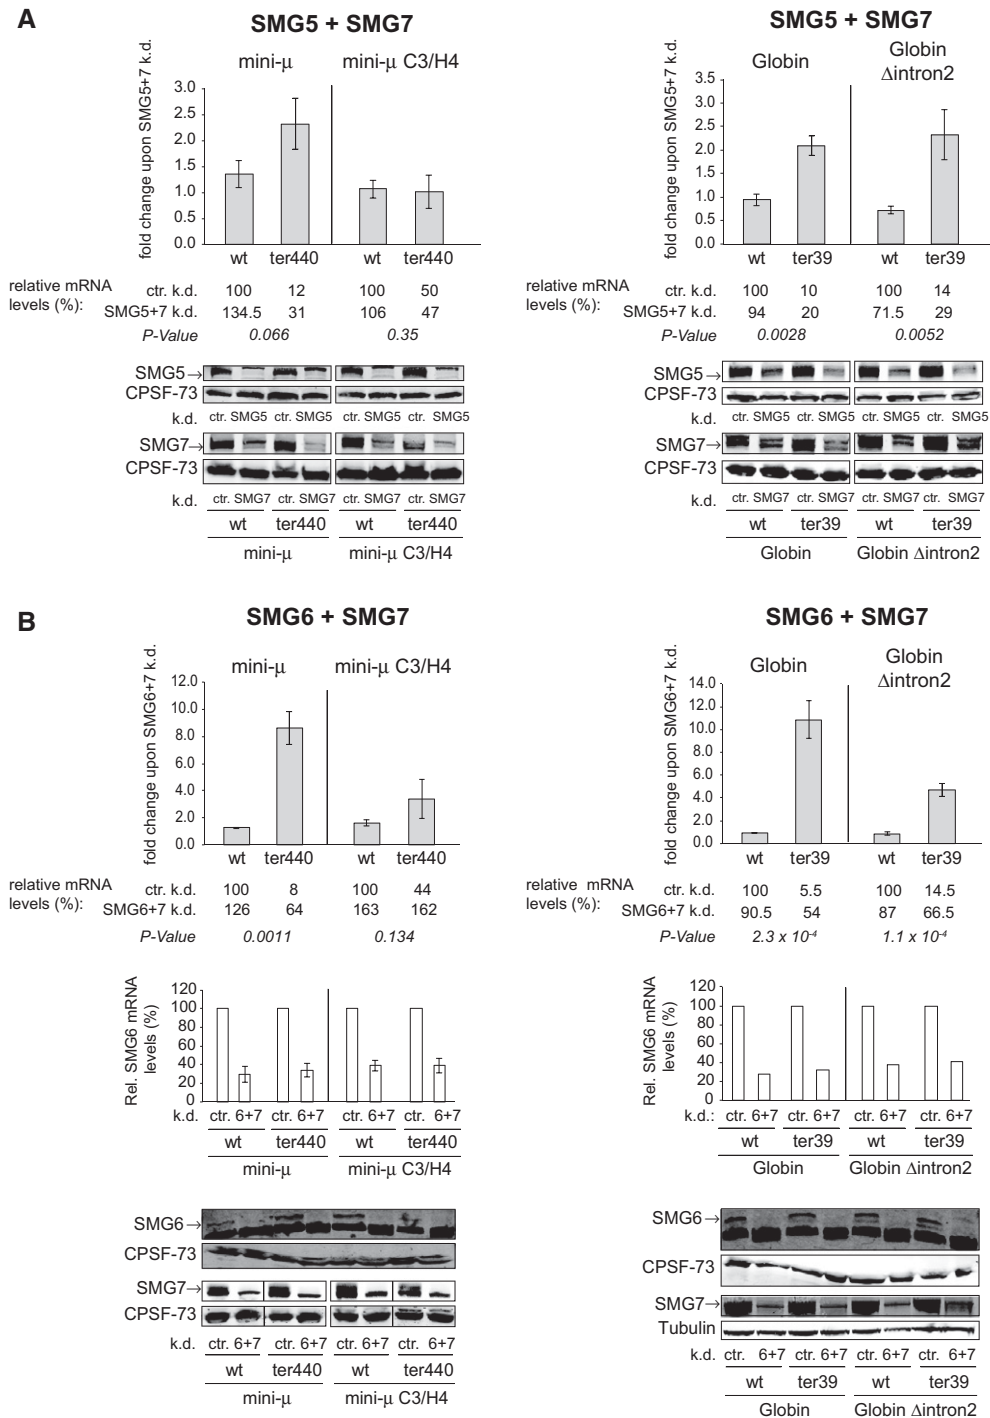 A
SMG5 + SMG7
mini-μ
mini-μ C3/H4
fold change upon SMG5+7 k.d.
3.0
2.5
2.0
1.5
1.0
0.5
0.0
wt ter440 wt ter440
relative mRNA levels (%):
ctr. k.d. 100 12 100 50
SMG5+7 k.d. 134.5 31 106 47
P-Value 0.066 0.35
SMG5→
CPSF-73
k.d. ctr. SMG5 ctr. SMG5 ctr. SMG5 ctr. SMG5
SMG7→
CPSF-73
k.d. ctr. SMG7 ctr. SMG7 ctr. SMG7 ctr. SMG7
wt ter440 wt ter440
mini-μ mini-μ C3/H4
SMG5 + SMG7
Globin
Globin
Δintron2
fold change upon SMG5+7 k.d.
3.5
3.0
2.5
2.0
1.5
1.0
0.5
0.0
wt ter39 wt ter39
relative mRNA levels (%):
ctr. k.d. 100 10 100 14
SMG5+7 k.d. 94 20 71.5 29
P-Value 0.0028 0.0052
SMG5→
CPSF-73
k.d. ctr. SMG5 ctr. SMG5 ctr. SMG5 ctr. SMG5
SMG7→
CPSF-73
k.d. ctr. SMG7 ctr. SMG7 ctr. SMG7 ctr. SMG7
wt ter39 wt ter39
Globin Globin Δintron2
B
SMG6 + SMG7
mini-μ
mini-μ C3/H4
fold change upon SMG6+7 k.d.
12.0
10.0
8.0
6.0
4.0
2.0
0.0
wt ter440 wt ter440
relative mRNA levels (%):
ctr. k.d. 100 8 100 44
SMG6+7 k.d. 126 64 163 162
P-Value 0.0011 0.134
Rel. SMG6 mRNA
levels (%)
120
100
80
60
40
20
0
k.d. ctr. 6+7 ctr. 6+7 ctr. 6+7 ctr. 6+7
wt ter440 wt ter440
mini-μ mini-μ C3/H4
SMG6→
CPSF-73
SMG7→
CPSF-73
k.d. ctr. 6+7 ctr. 6+7 ctr. 6+7 ctr. 6+7
wt ter440 wt ter440
mini-μ mini-μ C3/H4
SMG6 + SMG7
Globin
Globin
Δintron2
fold change upon SMG6+7 k.d.
14.0
12.0
10.0
8.0
6.0
4.0
2.0
0.0
wt ter39 wt ter39
relative mRNA levels (%):
ctr. k.d. 100 5.5 100 14.5
SMG6+7 k.d. 90.5 54 87 66.5
P-Value 2.3 x 10⁻⁴ 1.1 x 10⁻⁴
Rel. SMG6 mRNA
levels (%)
120
100
80
60
40
20
0
k.d.: ctr. 6+7 ctr. 6+7 ctr. 6+7 ctr. 6+7
wt ter39 wt ter39
Globin Globin Δintron2
SMG6→
CPSF-73
SMG7→
Tubulin
k.d. ctr. 6+7 ctr. 6+7 ctr. 6+7 ctr. 6+7
wt ter39 wt ter39
Globin Globin Δintron2